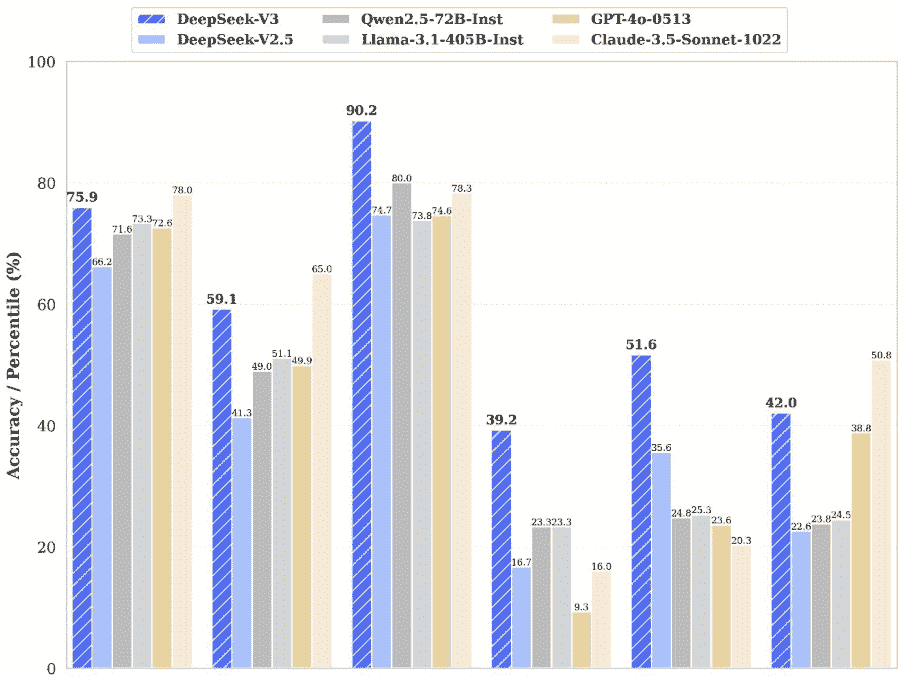 DeepSeek-V3 Qwen2.5-72B-Inst GPT-4o-0513
DeepSeek-V2.5 Llama-3.1-405B-Inst Claude-3.5-Sonnet-1022
Accuracy / Percentile (%)
100
80
60
40
20
0
75.9 66.2 71.6 73.3 72.6 78.0
59.1 41.3 49.0 51.1 49.9 65.0
90.2 74.7 80.0 73.8 74.6 78.3
39.2 16.7 23.3 23.3 9.3 16.0
51.6 35.6 24.8 25.3 23.6 20.3
42.0 22.6 23.8 24.5 38.8 50.8